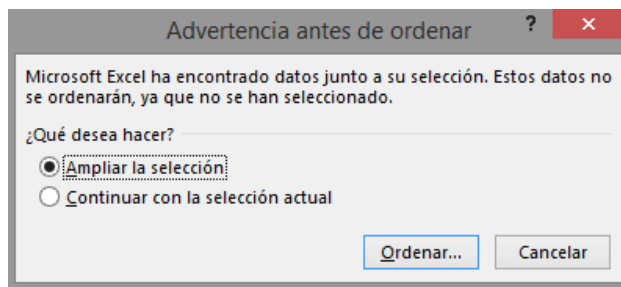 Advertencia antes de ordenar ? ×
Microsoft Excel ha encontrado datos junto a su selección. Estos datos no
se ordenarán, ya que no se han seleccionado.
¿Qué desea hacer?
Ampliar la selección
Continuar con la selección actual
Ordenar... Cancelar